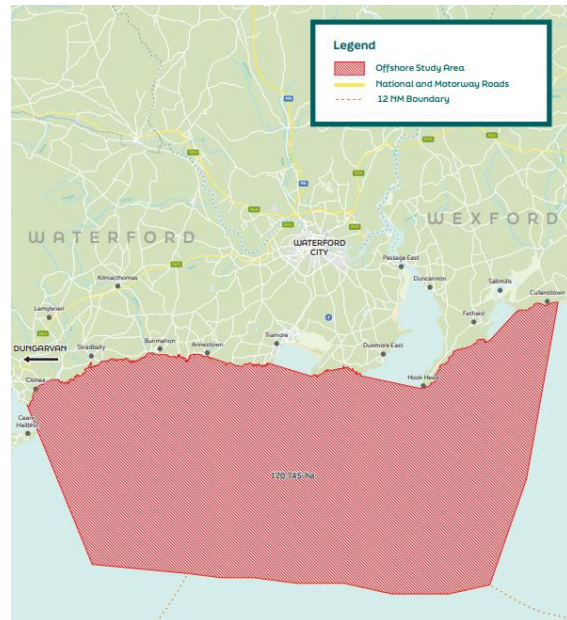 Legend
Offshore Study Area
National and Motorway Roads
12 NM Boundary
WATERFORD
WEXFORD
WATERFORD
CITY
Passage East
Duncannon
Kilmacthomas
Saltmills
Cullenstown
Lemybrien
Fethard
Tramore
DUNGARVAN
Stradbally
Bunmahon
Annestown
Dunmore East
Hook Head
Clonea
120,745-ha